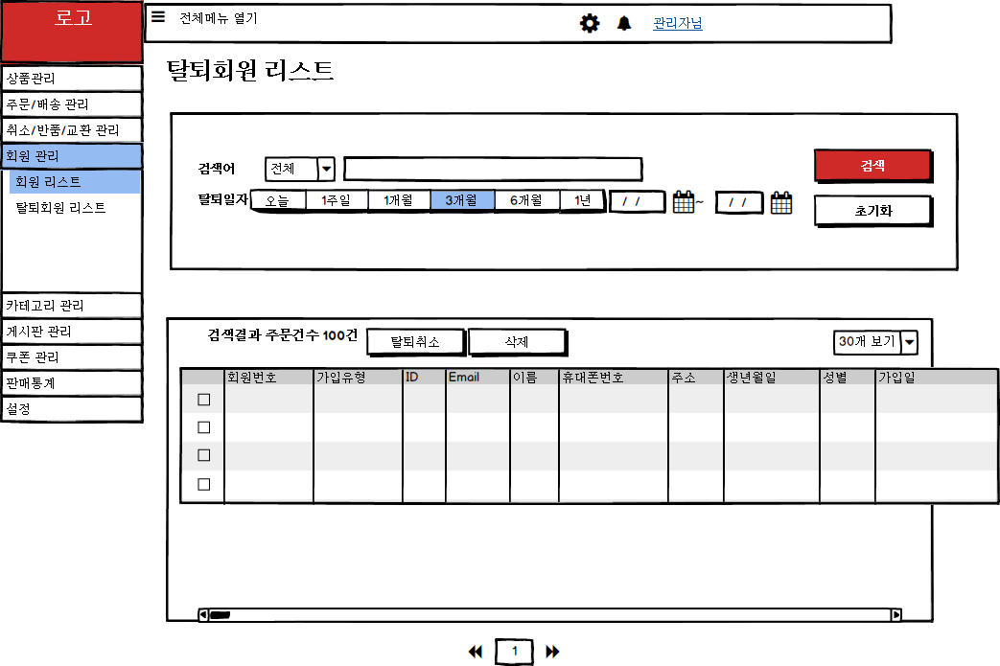 로고
전체메뉴 열기
관리자님
탈퇴회원 리스트
상품관리
주문/배송 관리
취소/반품/교환 관리
회원 관리
회원 리스트
탈퇴회원 리스트
카테고리 관리
게시판 관리
쿠폰 관리
판매통계
설정
검색어 전체 검색
탈퇴일자 오늘 1주일 1개월 3개월 6개월 1년 / / ~ / /
초기화
검색결과 주문건수 100건 탈퇴취소 삭제 30개 보기
회원번호 가입유형 ID Email 이름 휴대폰번호 주소 생년월일 성별 가입일
1